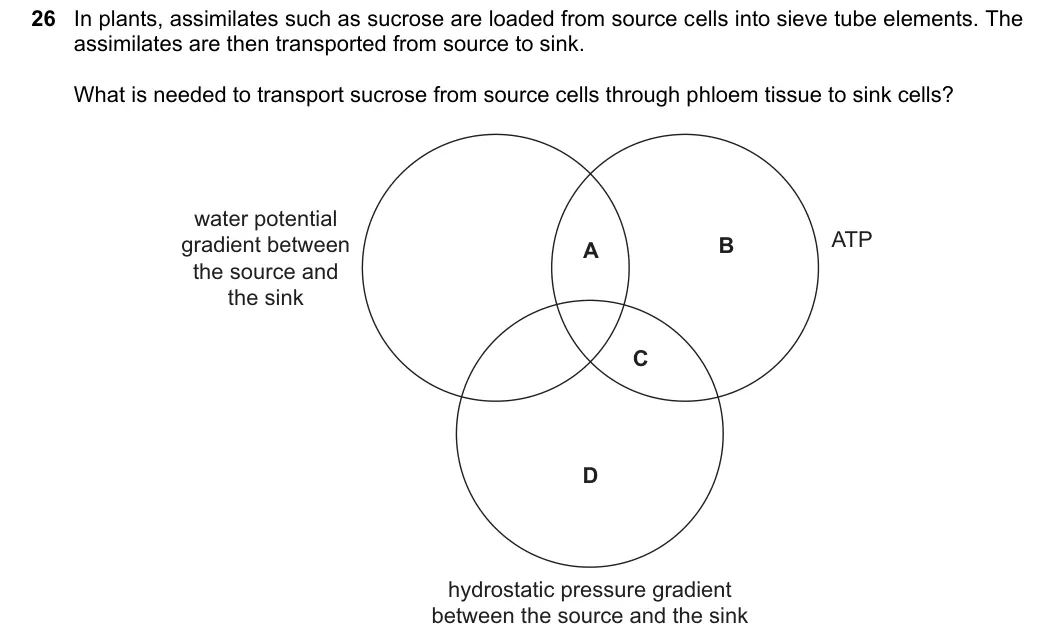 26 In plants, assimilates such as sucrose are loaded from source cells into sieve tube elements. The
assimilates are then transported from source to sink.
What is needed to transport sucrose from source cells through phloem tissue to sink cells?
water potential
gradient between
the source and
the sink
A
B
ATP
C
D
hydrostatic pressure gradient
between the source and the sink